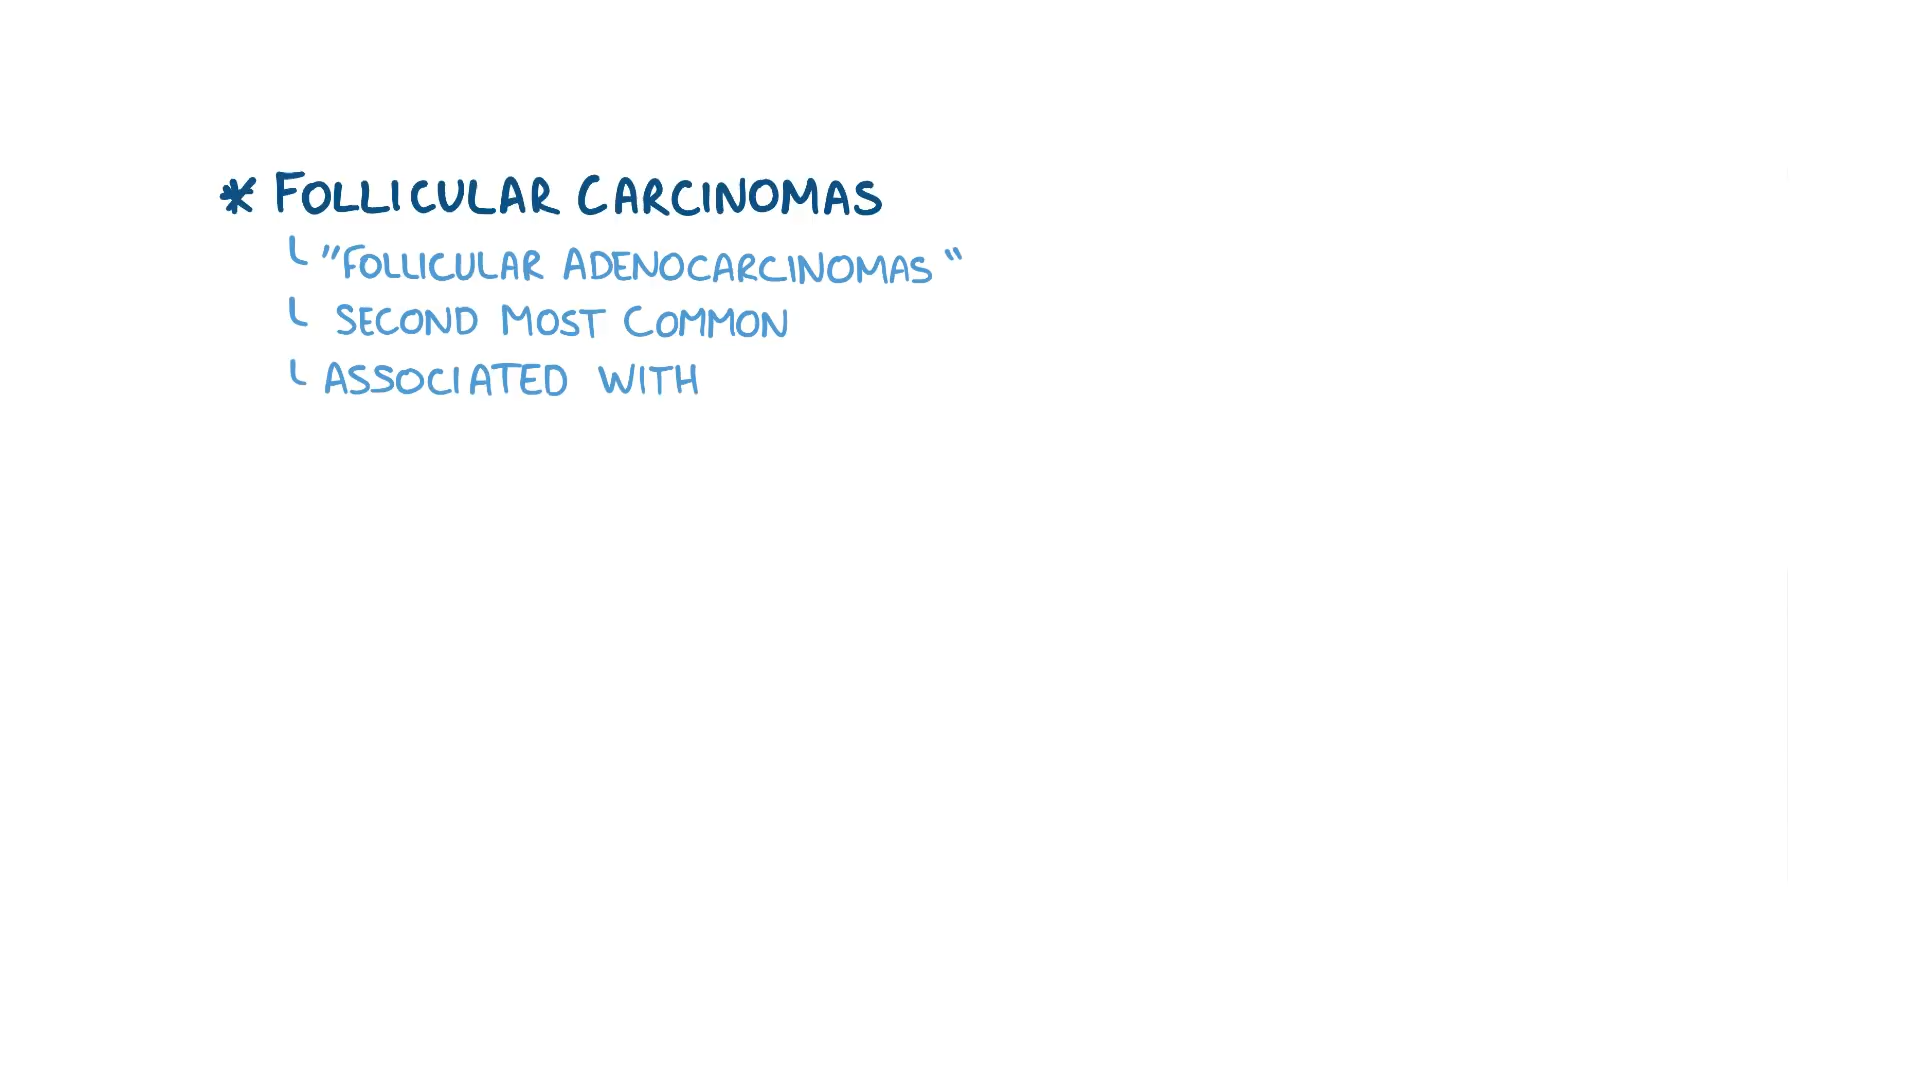 * FOLLICULAR CARCINOMAS
"FOLLICULAR ADENOCARCINOMAS"
SECOND MOST COMMON
ASSOCIATED WITH